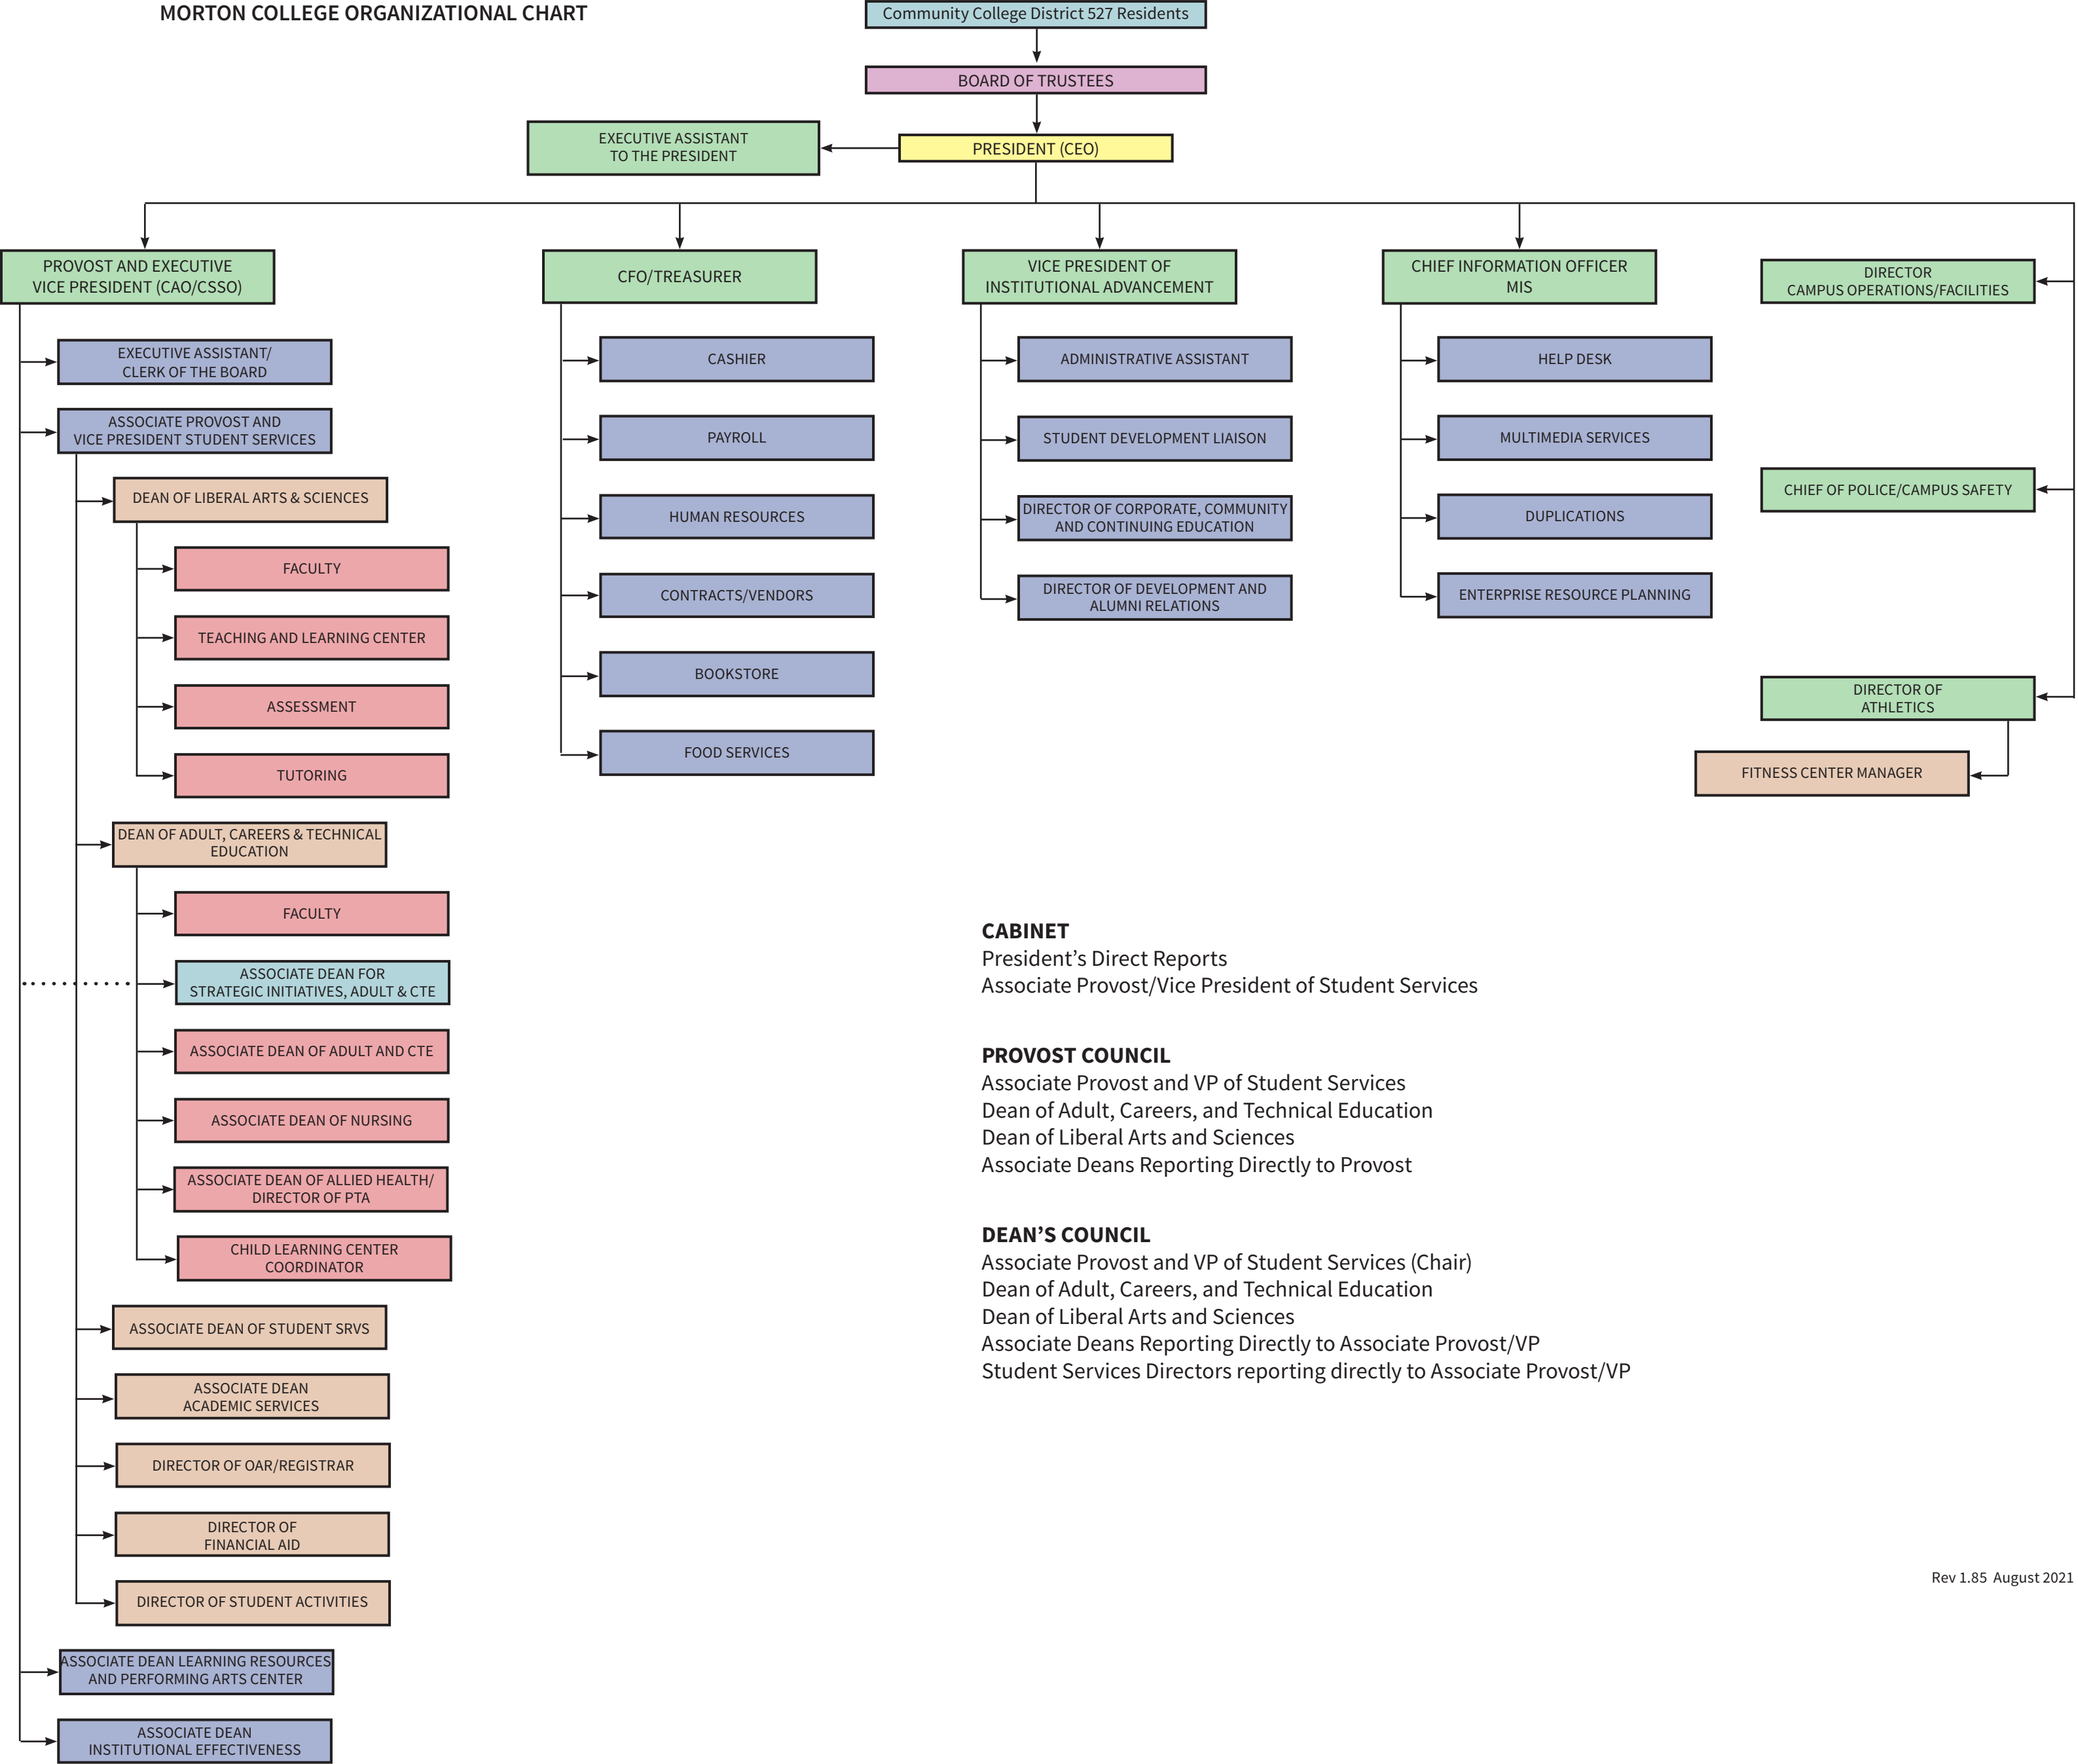 MORTON COLLEGE ORGANIZATIONAL CHART
Community College District 527 Residents
BOARD OF TRUSTEES
EXECUTIVE ASSISTANT
TO THE PRESIDENT
PRESIDENT (CEO)
PROVOST AND EXECUTIVE
VICE PRESIDENT (CAO/CSSO)
EXECUTIVE ASSISTANT/
CLERK OF THE BOARD
ASSOCIATE PROVOST AND
VICE PRESIDENT STUDENT SERVICES
DEAN OF LIBERAL ARTS & SCIENCES
FACULTY
TEACHING AND LEARNING CENTER
ASSESSMENT
TUTORING
DEAN OF ADULT, CAREERS & TECHNICAL
EDUCATION
FACULTY
ASSOCIATE DEAN FOR
STRATEGIC INITIATIVES, ADULT & CTE
ASSOCIATE DEAN OF ADULT AND CTE
ASSOCIATE DEAN OF NURSING
ASSOCIATE DEAN OF ALLIED HEALTH/
DIRECTOR OF PTA
CHILD LEARNING CENTER
COORDINATOR
ASSOCIATE DEAN OF STUDENT SRVS
ASSOCIATE DEAN
ACADEMIC SERVICES
DIRECTOR OF OAR/REGISTRAR
DIRECTOR OF
FINANCIAL AID
DIRECTOR OF STUDENT ACTIVITIES
ASSOCIATE DEAN LEARNING RESOURCES
AND PERFORMING ARTS CENTER
ASSOCIATE DEAN
INSTITUTIONAL EFFECTIVENESS
CFO/TREASURER
CASHIER
PAYROLL
HUMAN RESOURCES
CONTRACTS/VENDORS
BOOKSTORE
FOOD SERVICES
VICE PRESIDENT OF
INSTITUTIONAL ADVANCEMENT
ADMINISTRATIVE ASSISTANT
STUDENT DEVELOPMENT LIAISON
DIRECTOR OF CORPORATE, COMMUNITY
AND CONTINUING EDUCATION
DIRECTOR OF DEVELOPMENT AND
ALUMNI RELATIONS
CHIEF INFORMATION OFFICER
MIS
HELP DESK
MULTIMEDIA SERVICES
DUPLICATIONS
ENTERPRISE RESOURCE PLANNING
DIRECTOR
CAMPUS OPERATIONS/FACILITIES
CHIEF OF POLICE/CAMPUS SAFETY
DIRECTOR OF
ATHLETICS
FITNESS CENTER MANAGER
CABINET
President’s Direct Reports
Associate Provost/Vice President of Student Services
PROVOST COUNCIL
Associate Provost and VP of Student Services
Dean of Adult, Careers, and Technical Education
Dean of Liberal Arts and Sciences
Associate Deans Reporting Directly to Provost
DEAN’S COUNCIL
Associate Provost and VP of Student Services (Chair)
Dean of Adult, Careers, and Technical Education
Dean of Liberal Arts and Sciences
Associate Deans Reporting Directly to Associate Provost/VP
Student Services Directors reporting directly to Associate Provost/VP
Rev 1.85 August 2021